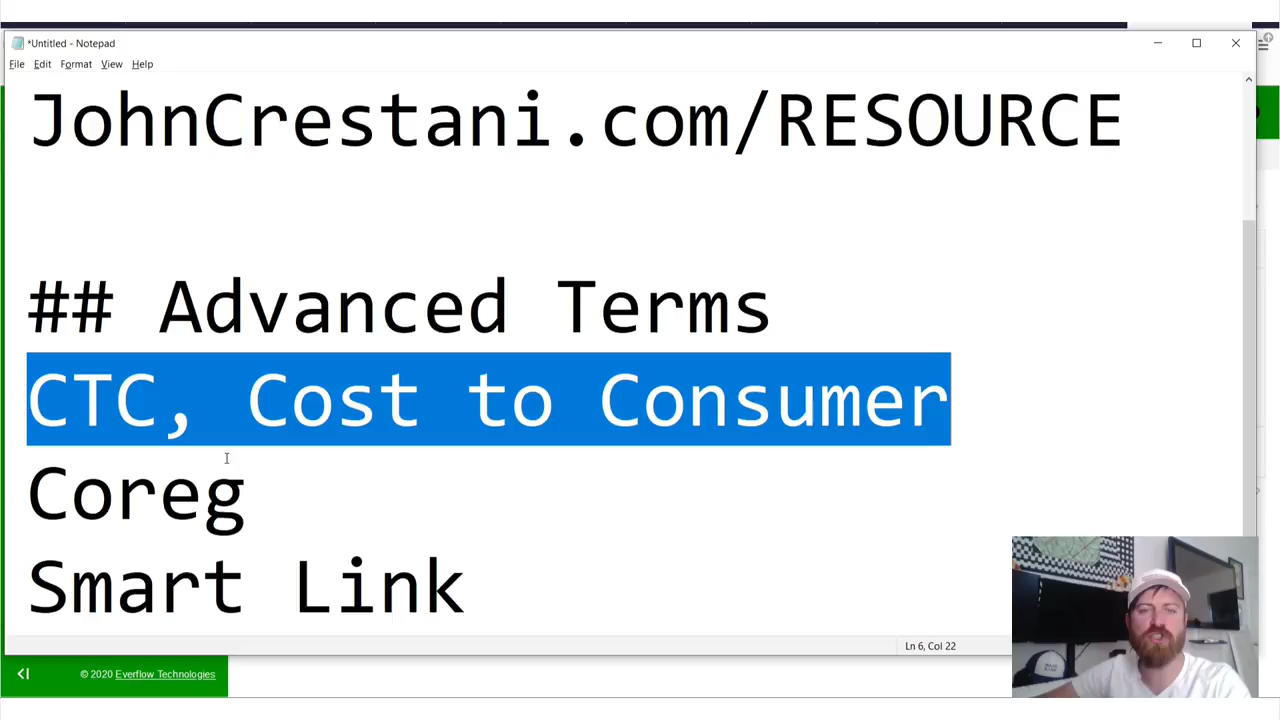 *Untitled - Notepad
File Edit Format View Help
JohnCrestani.com/RESOURCE
## Advanced Terms
CTC, Cost to Consumer
Coreg
Smart Link
Ln 6, Col 22
© 2020 Everflow Technologies